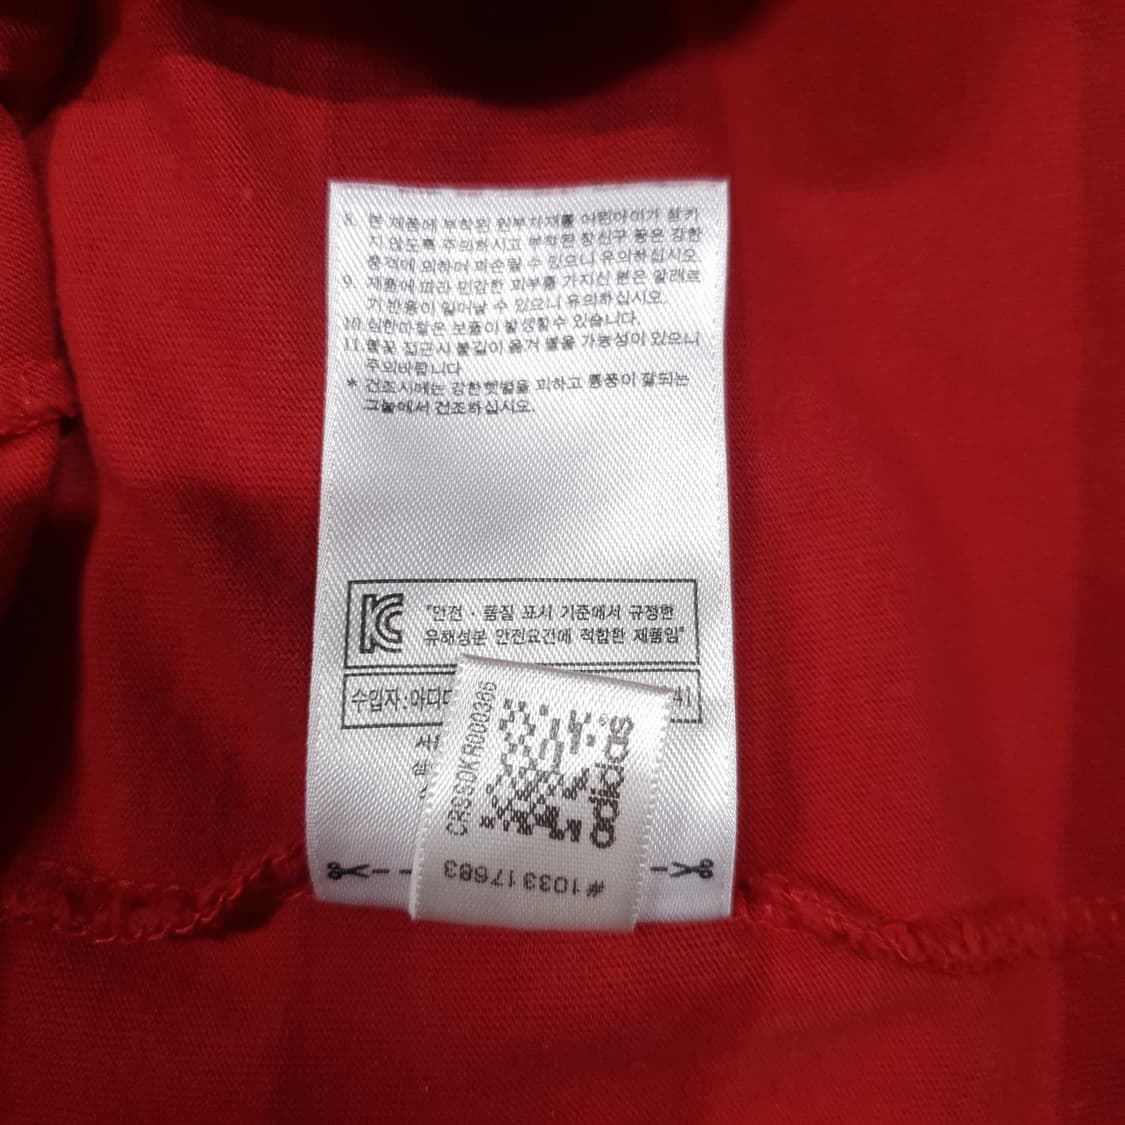 8. 본 제품에 부착된 원부자재를 어린아이가 삼키
지 않도록 주의하시고 부착된 장신구 등은 강한
충격에 의하여 파손될 수 있으니 유의하십시오.
9. 제품에 따라 민감한 피부를 가지신 분은 알레르
기 반응이 일어날 수 있으니 유의하십시오.
10.심한마찰은 보풀이 발생할수 있습니다.
11.불꽃 접근시 불길이 옮겨 붙을 가능성이 있으니
주의바랍니다
* 건조시에는 강한햇볕을 피하고 통풍이 잘되는
그늘에서 건조하십시오.
"안전·품질 표시 기준에서 규정한
유해성분 안전요건에 적합한 제품임"
수입자:아디다
41
adidas
#103317683